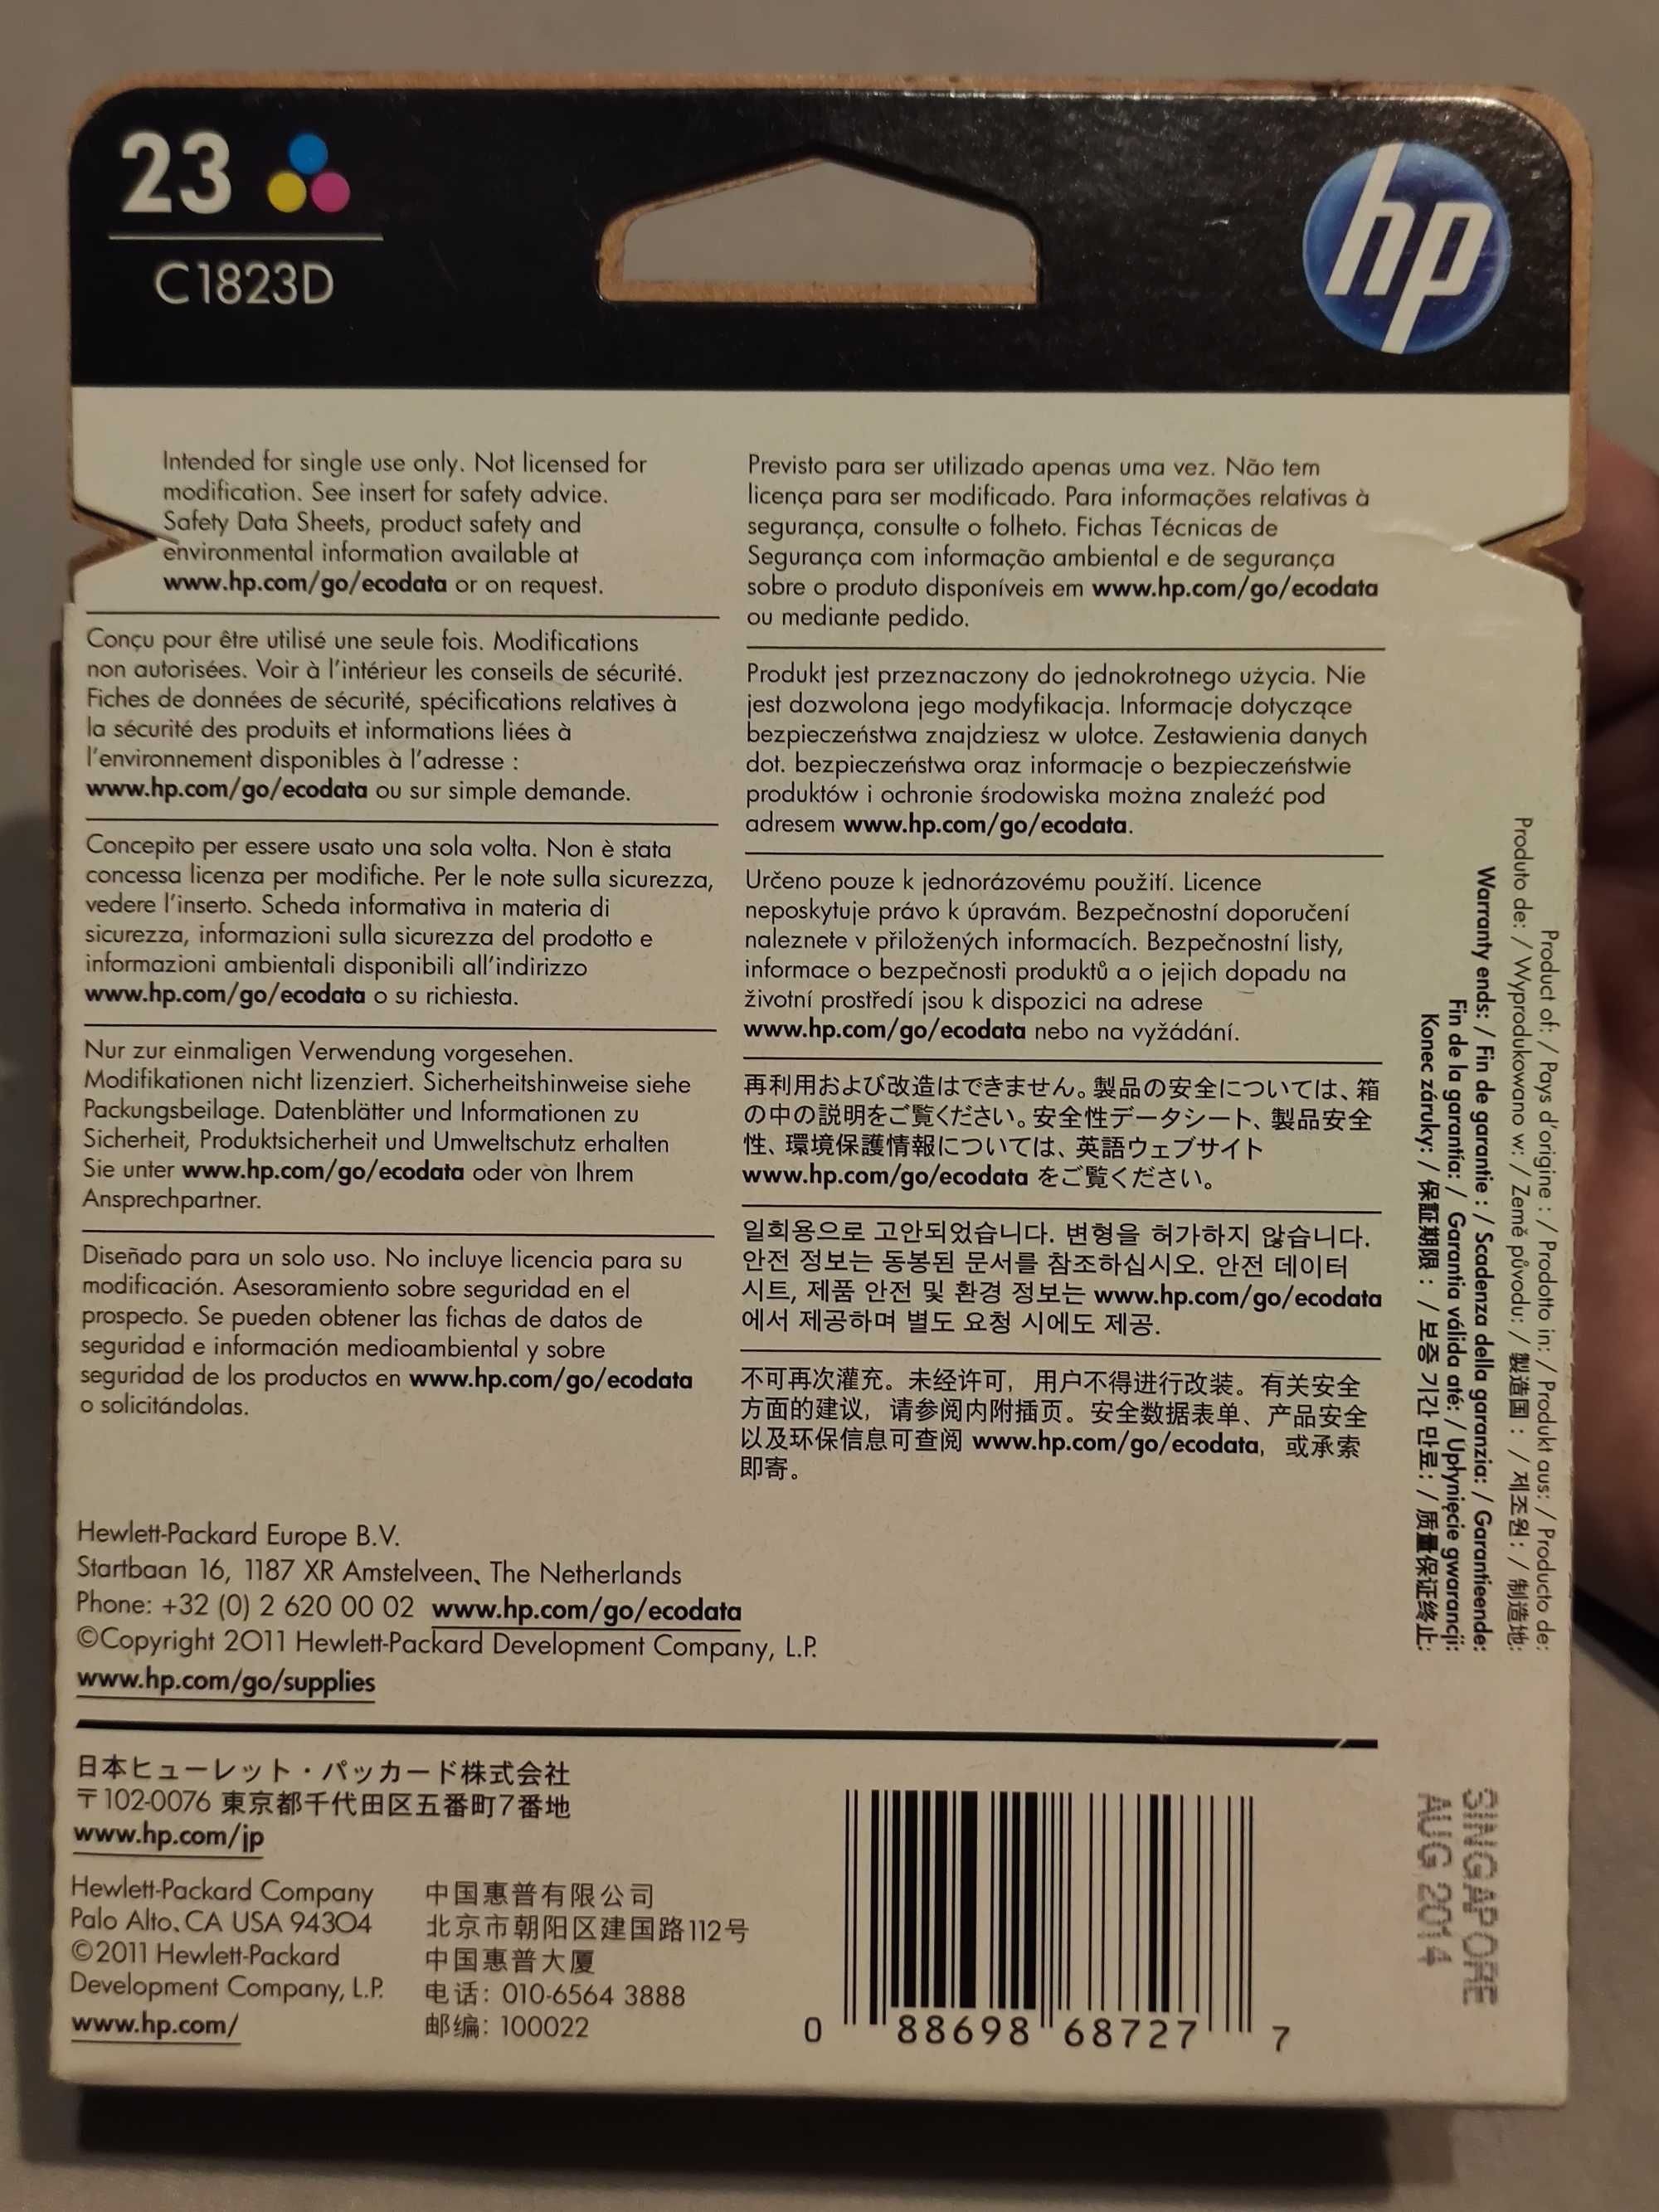 23
C1823D
hp
Intended for single use only. Not licensed for
modification. See insert for safety advice.
Safety Data Sheets, product safety and
environmental information available at
www.hp.com/go/ecodata or on request.
Conçu pour être utilisé une seule fois. Modifications
non autorisées. Voir à l'intérieur les conseils de sécurité.
Fiches de données de sécurité, spécifications relatives à
la sécurité des produits et informations liées à
l'environnement disponibles à l'adresse :
www.hp.com/go/ecodata ou sur simple demande.
Concepito per essere usato una sola volta. Non è stata
concessa licenza per modifiche. Per le note sulla sicurezza,
vedere l'inserto. Scheda informativa in materia di
sicurezza, informazioni sulla sicurezza del prodotto e
informazioni ambientali disponibili all'indirizzo
www.hp.com/go/ecodata o su richiesta.
Nur zur einmaligen Verwendung vorgesehen.
Modifikationen nicht lizenziert. Sicherheitshinweise siehe
Packungsbeilage. Datenblätter und Informationen zu
Sicherheit, Produktsicherheit und Umweltschutz erhalten
Sie unter www.hp.com/go/ecodata oder von Ihrem
Ansprechpartner.
Diseñado para un solo uso. No incluye licencia para su
modificación. Asesoramiento sobre seguridad en el
prospecto. Se pueden obtener las fichas de datos de
seguridad e información medioambiental y sobre
seguridad de los productos en www.hp.com/go/ecodata
o solicitándolas.
Previsto para ser utilizado apenas uma vez. Não tem
licença para ser modificado. Para informações relativas à
segurança, consulte o folheto. Fichas Técnicas de
Segurança com informação ambiental e de segurança
sobre o produto disponíveis em www.hp.com/go/ecodata
ou mediante pedido.
Produkt jest przeznaczony do jednokrotnego użycia. Nie
jest dozwolona jego modyfikacja. Informacje dotyczące
bezpieczeństwa znajdziesz w ulotce. Zestawienia danych
dot. bezpieczeństwa oraz informacje o bezpieczeństwie
produktów i ochronie środowiska można znaleźć pod
adresem www.hp.com/go/ecodata.
Určeno pouze k jednorázovému použití. Licence
neposkytuje právo k úpravám. Bezpečnostní doporučení
naleznete v přiložených informacích. Bezpečnostní listy,
informace o bezpečnosti produktů a o jejich dopadu na
životní prostředí jsou k dispozici na adrese
www.hp.com/go/ecodata nebo na vyžádání.
再利用および改造はできません。製品の安全については、箱
の中の説明をご覧ください。安全性データシート、製品安全
性、環境保護情報については、英語ウェブサイト
www.hp.com/go/ecodata をご覧ください。
일회용으로 고안되었습니다. 변형을 허가하지 않습니다.
안전 정보는 동봉된 문서를 참조하십시오. 안전 데이터
시트, 제품 안전 및 환경 정보는 www.hp.com/go/ecodata
에서 제공하며 별도 요청 시에도 제공.
不可再次灌充。未经许可，用户不得进行改装。有关安全
方面的建议，请参阅内附插页。安全数据表单、产品安全
以及环保信息可查阅 www.hp.com/go/ecodata，或承索
即寄。
Product of: / Pays d'origine : / Prodotto in: / Produkt aus: / Producto de:
Produto de: / Wyprodukowano w: / Země původu: / 製造国： / 제조원: / 制造地:
Warranty ends: / Fin de garantie : / Scadenza della garanzia: / Garantieende:
Fin de la garantía: / Garantia válida até: / Upłynięcie gwarancji:
Konec záruky: / 保証期限： / 보증 기간 만료: / 质量保证终止:
SINGAPORE
AUG 2014
Hewlett-Packard Europe B.V.
Startbaan 16, 1187 XR Amstelveen, The Netherlands
Phone: +32 (0) 2 620 00 02 www.hp.com/go/ecodata
©Copyright 2011 Hewlett-Packard Development Company, L.P.
www.hp.com/go/supplies
日本ヒューレット・パッカード株式会社
〒102-0076 東京都千代田区五番町7番地
www.hp.com/jp
Hewlett-Packard Company
Palo Alto, CA USA 94304
©2011 Hewlett-Packard
Development Company, L.P.
www.hp.com/
中国惠普有限公司
北京市朝阳区建国路112号
中国惠普大厦
电话: 010-6564 3888
邮编: 100022
0 88698 68727 7